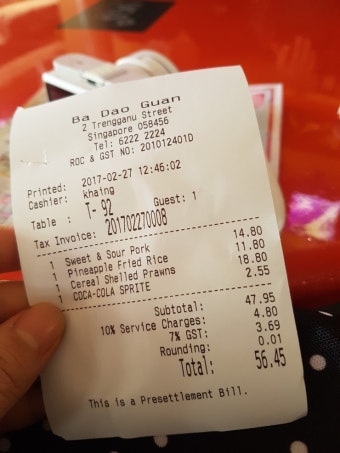 Ba Dao Guan
2 Trengganu Street
Singapore 058456
Tel: 6222 2224
ROC & GST NO: 201012401D
Printed: 2017-02-27 12:46:02
Cashier: khaing
Table : T- 92 Guest: 1
Tax Invoice: 201702270008
1 Sweet & Sour Pork 14.80
1 Pineapple Fried Rice 11.80
1 Cereal Shelled Prawns 18.80
1 COCA-COLA SPRITE 2.55
Subtotal: 47.95
10% Service Charges: 4.80
7% GST: 3.69
Rounding: 0.01
Total: 56.45
This is a Presettlement Bill.